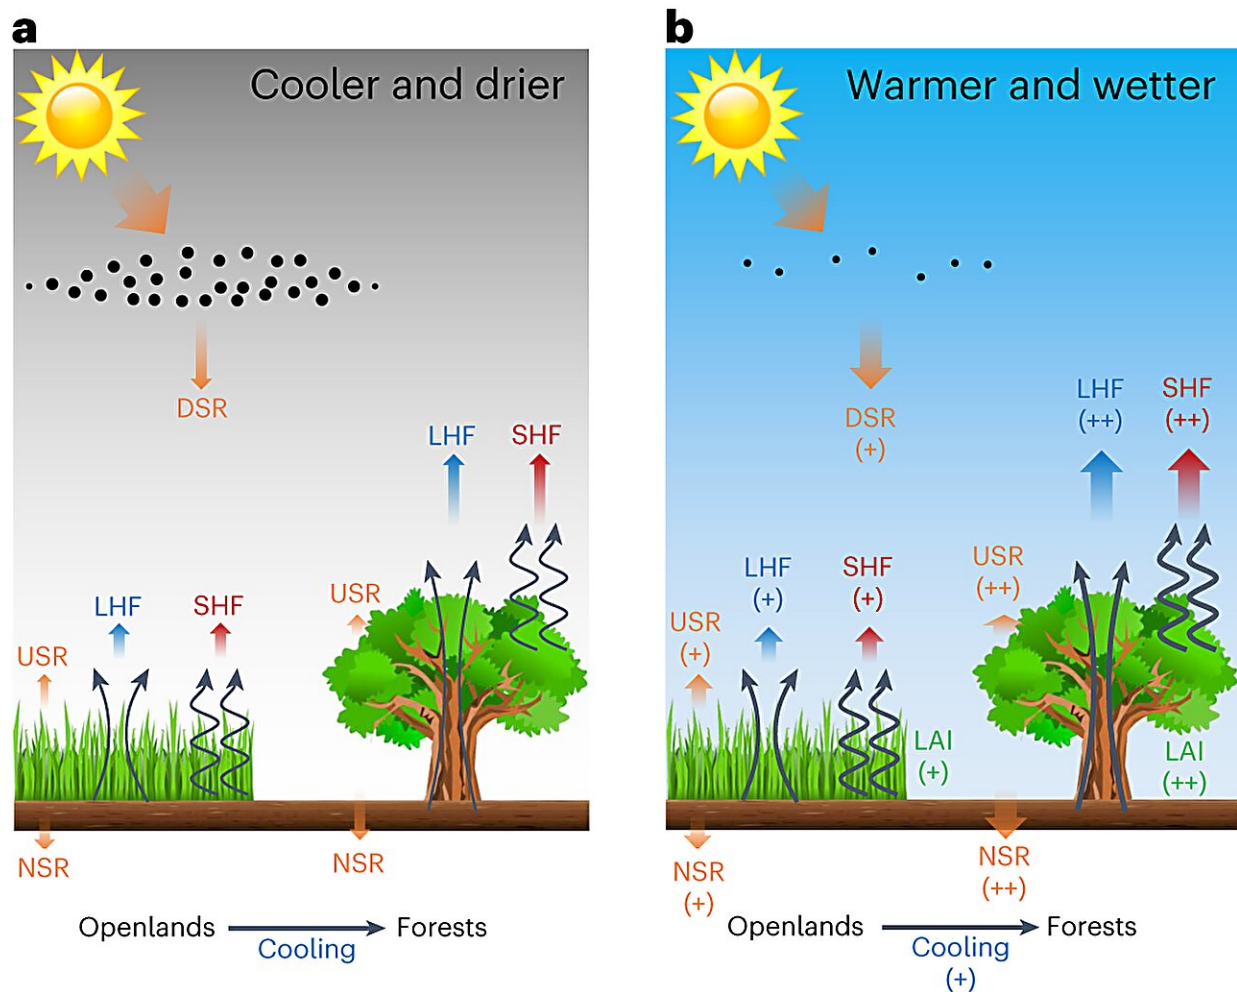 a
Cooler and drier
DSR
LHF
SHF
USR
LHF
SHF
USR
NSR
NSR
Openlands
Forests
Cooling
b
Warmer and wetter
DSR
(+)
LHF
(++)
SHF
(++)
USR
(++)
LHF
(+)
SHF
(+)
USR
(+)
LAI
(+)
LAI
(++)
NSR
(+)
NSR
(++)
Openlands
Forests
Cooling
(+)